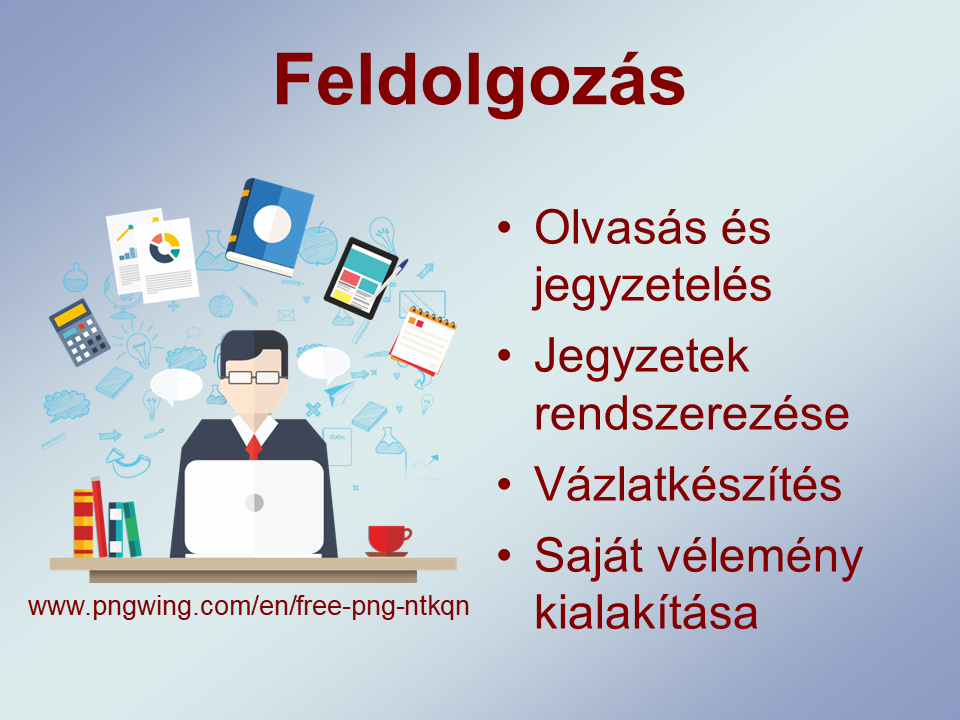 Feldolgozás
• Olvasás és
jegyzetelés
• Jegyzetek
rendszerezése
• Vázlatkészítés
• Saját vélemény
kialakítása
www.pngwing.com/en/free-png-ntkqn